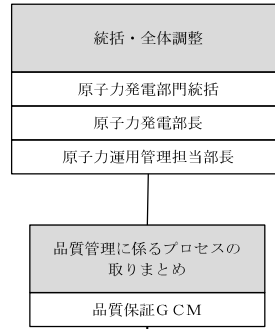 統括・全体調整
原子力発電部門統括
原子力発電部長
原子力運用管理担当部長
品質管理に係るプロセスの
取りまとめ
品質保証ＧＣＭ